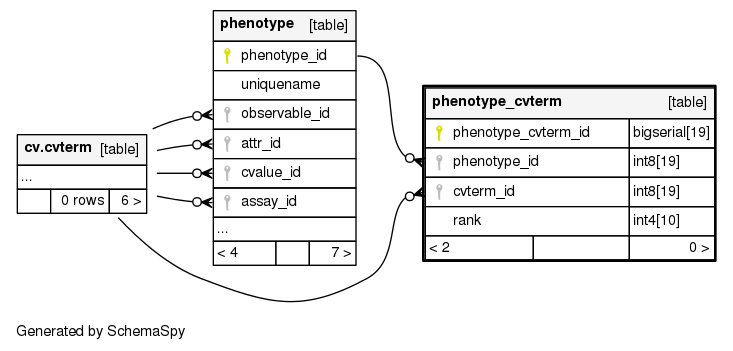 phenotype [table]
phenotype_id
uniquename
observable_id
attr_id
cvalue_id
assay_id
...
< 4 7 >
cv.cvterm [table]
...
0 rows 6 >
phenotype_cvterm [table]
phenotype_cvterm_id bigserial[19]
phenotype_id int8[19]
cvterm_id int8[19]
rank int4[10]
< 2 0 >
Generated by SchemaSpy